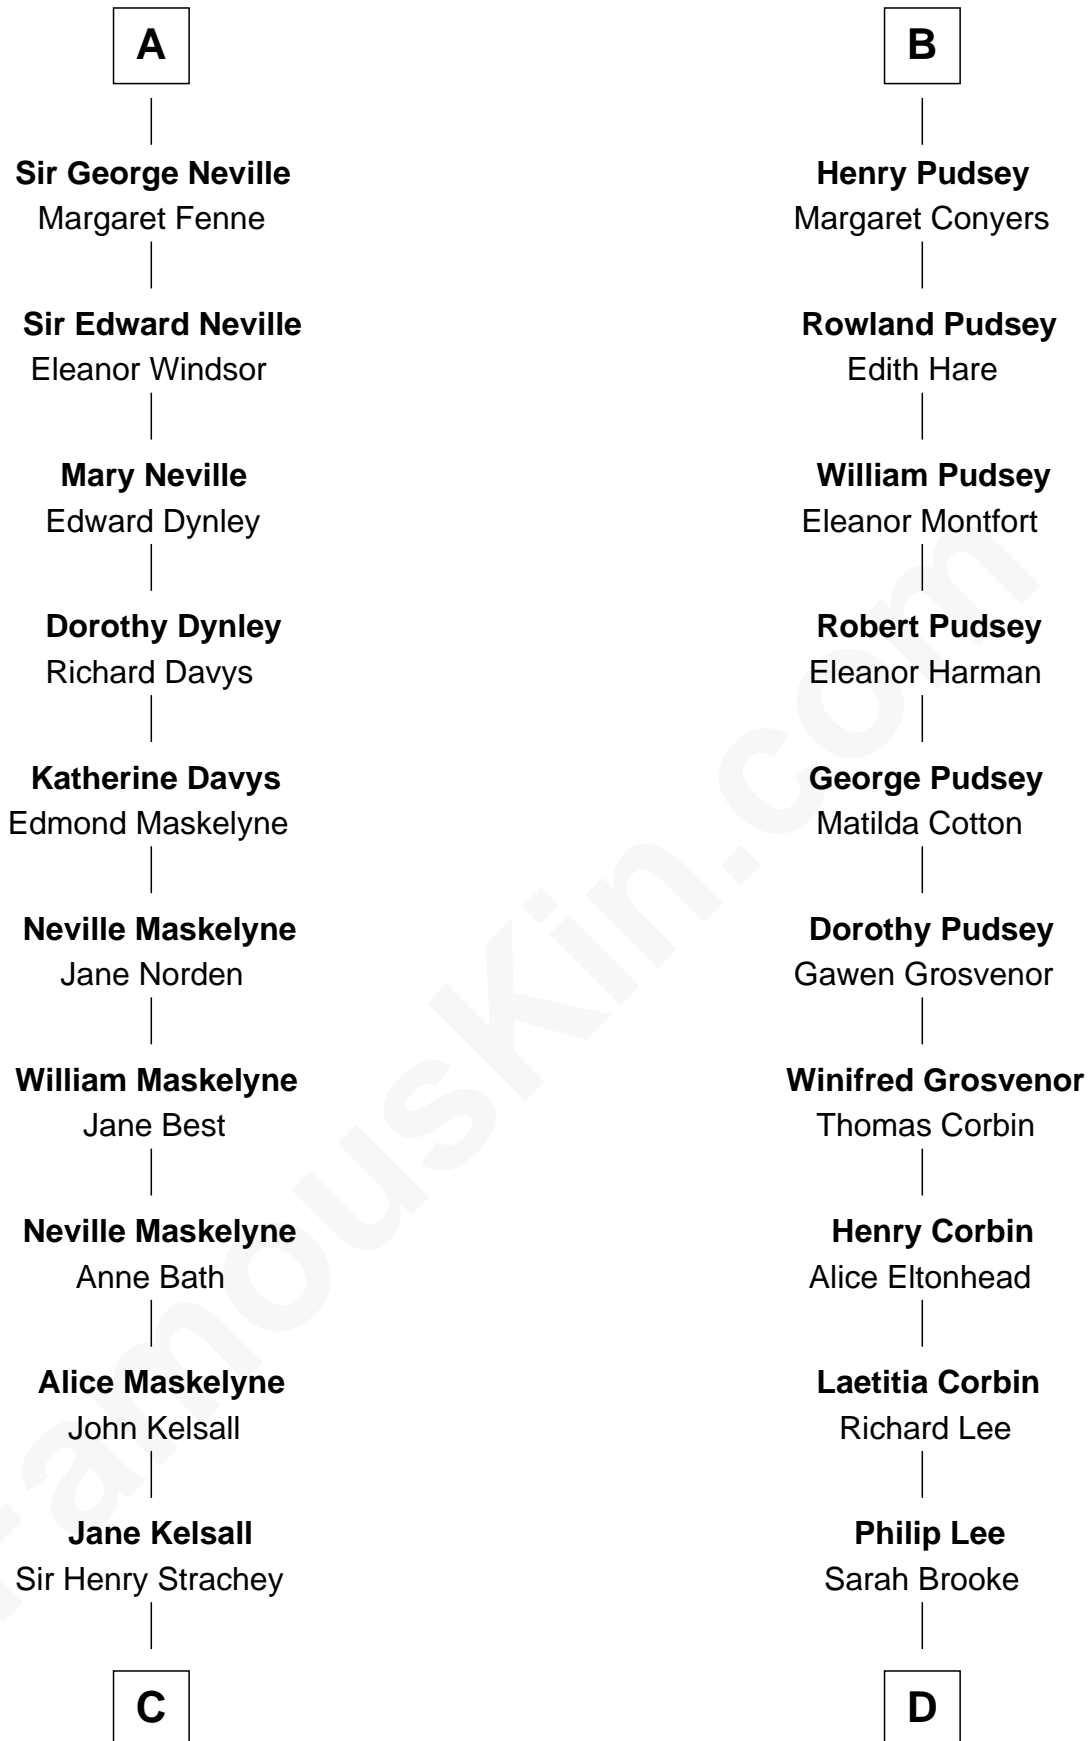 A
Sir George Neville
Margaret Fenne
Sir Edward Neville
Eleanor Windsor
Mary Neville
Edward Dynley
Dorothy Dynley
Richard Davys
Katherine Davys
Edmond Maskelyne
Neville Maskelyne
Jane Norden
William Maskelyne
Jane Best
Neville Maskelyne
Anne Bath
Alice Maskelyne
John Kelsall
Jane Kelsall
Sir Henry Strachey
C
B
Henry Pudsey
Margaret Conyers
Rowland Pudsey
Edith Hare
William Pudsey
Eleanor Montfort
Robert Pudsey
Eleanor Harman
George Pudsey
Matilda Cotton
Dorothy Pudsey
Gawen Grosvenor
Winifred Grosvenor
Thomas Corbin
Henry Corbin
Alice Eltonhead
Laetitia Corbin
Richard Lee
Philip Lee
Sarah Brooke
D
FamousKin.com